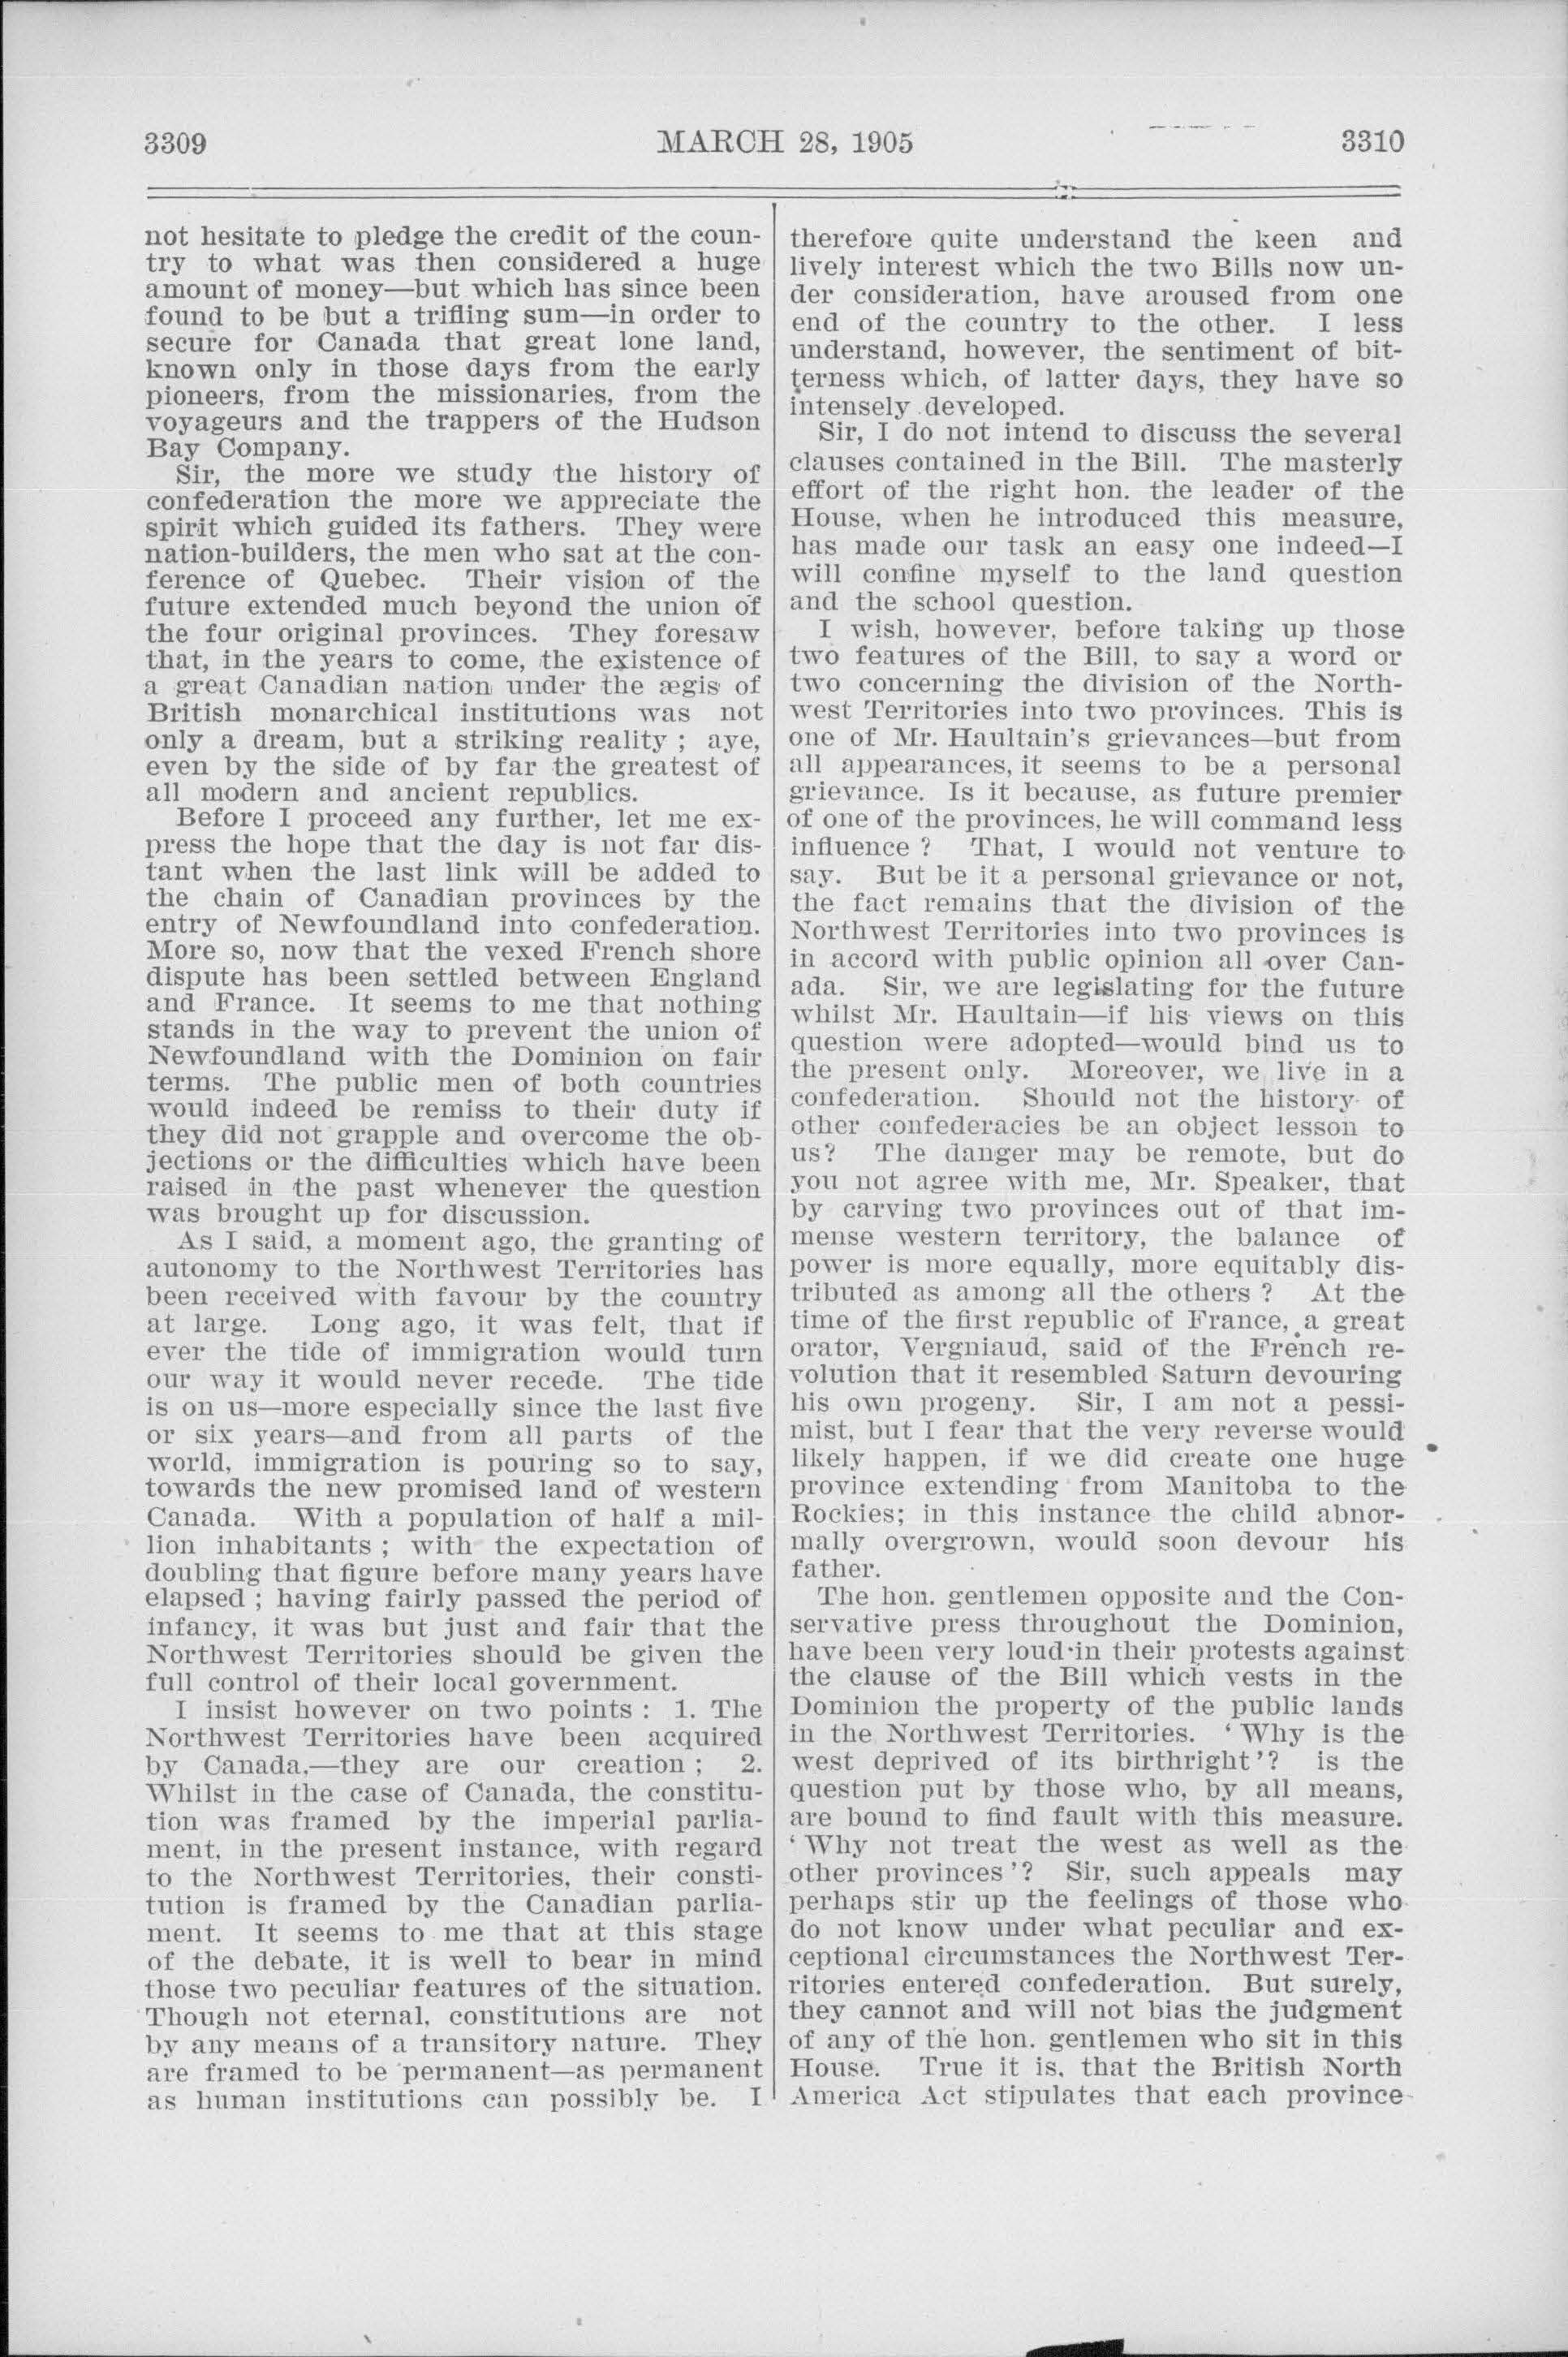 3309
MARCH 28, 1905
3310
not hesitate to pledge the credit of the coun-
try to what was then considered a huge
amount of money—but which has since been
found to be but a trifling sum—in order to
secure for Canada that great lone land,
known only in those days from the early
pioneers, from the missionaries, from the
voyageurs and the trappers of the Hudson
Bay Company.
Sir, the more we study the history of
confederation the more we appreciate the
spirit which guided its fathers. They were
nation-builders, the men who sat at the con-
ference of Quebec. Their vision of the
future extended much beyond the union of
the four original provinces. They foresaw
that, in the years to come, the existence of
a great Canadian nation under the ægis of
British monarchical institutions was not
only a dream, but a striking reality ; aye,
even by the side of by far the greatest of
all modern and ancient republics.
Before I proceed any further, let me ex-
press the hope that the day is not far dis-
tant when the last link will be added to
the chain of Canadian provinces by the
entry of Newfoundland into confederation.
More so, now that the vexed French shore
dispute has been settled between England
and France. It seems to me that nothing
stands in the way to prevent the union of
Newfoundland with the Dominion on fair
terms. The public men of both countries
would indeed be remiss to their duty if
they did not grapple and overcome the ob-
jections or the difficulties which have been
raised in the past whenever the question
was brought up for discussion.
As I said, a moment ago, the granting of
autonomy to the Northwest Territories has
been received with favour by the country
at large. Long ago, it was felt, that if
ever the tide of immigration would turn
our way it would never recede. The tide
is on us—more especially since the last five
or six years—and from all parts of the
world, immigration is pouring so to say,
towards the new promised land of western
Canada. With a population of half a mil-
lion inhabitants ; with the expectation of
doubling that figure before many years have
elapsed ; having fairly passed the period of
infancy, it was but just and fair that the
Northwest Territories should be given the
full control of their local government.
I insist however on two points : 1. The
Northwest Territories have been acquired
by Canada,—they are our creation ; 2.
Whilst in the case of Canada, the constitu-
tion was framed by the imperial parlia-
ment, in the present instance, with regard
to the Northwest Territories, their consti-
tution is framed by the Canadian parlia-
ment. It seems to me that at this stage
of the debate, it is well to bear in mind
those two peculiar features of the situation.
Though not eternal, constitutions are not
by any means of a transitory nature. They
are framed to be permanent—as permanent
as human institutions can possibly be. I
therefore quite understand the keen and
lively interest which the two Bills now un-
der consideration, have aroused from one
end of the country to the other. I less
understand, however, the sentiment of bit-
terness which, of latter days, they have so
intensely developed.
Sir, I do not intend to discuss the several
clauses contained in the Bill. The masterly
effort of the right hon. the leader of the
House, when he introduced this measure,
has made our task an easy one indeed—I
will confine myself to the land question
and the school question.
I wish, however, before taking up those
two features of the Bill, to say a word or
two concerning the division of the North-
west Territories into two provinces. This is
one of Mr. Haultain's grievances—but from
all appearances, it seems to be a personal
grievance. Is it because, as future premier
of one of the provinces, he will command less
influence ? That, I would not venture to
say. But be it a personal grievance or not,
the fact remains that the division of the
Northwest Territories into two provinces is
in accord with public opinion all over Can-
ada. Sir, we are legislating for the future
whilst Mr. Haultain—if his views on this
question were adopted—would bind us to
the present only. Moreover, we live in a
confederation. Should not the history of
other confederacies be an object lesson to
us? The danger may be remote, but do
you not agree with me, Mr. Speaker, that
by carving two provinces out of that im-
mense western territory, the balance of
power is more equally, more equitably dis-
tributed as among all the others ? At the
time of the first republic of France, a great
orator, Vergniaud, said of the French re-
volution that it resembled Saturn devouring
his own progeny. Sir, I am not a pessi-
mist, but I fear that the very reverse would
likely happen, if we did create one huge
province extending from Manitoba to the
Rockies; in this instance the child abnor-
mally overgrown, would soon devour his
father.
The hon. gentlemen opposite and the Con-
servative press throughout the Dominion,
have been very loud in their protests against
the clause of the Bill which vests in the
Dominion the property of the public lands
in the Northwest Territories. ‘ Why is the
west deprived of its birthright ’? is the
question put by those who, by all means,
are bound to find fault with this measure.
‘ Why not treat the west as well as the
other provinces ’? Sir, such appeals may
perhaps stir up the feelings of those who
do not know under what peculiar and ex-
ceptional circumstances the Northwest Ter-
ritories entered confederation. But surely,
they cannot and will not bias the judgment
of any of the hon. gentlemen who sit in this
House. True it is, that the British North
America Act stipulates that each province